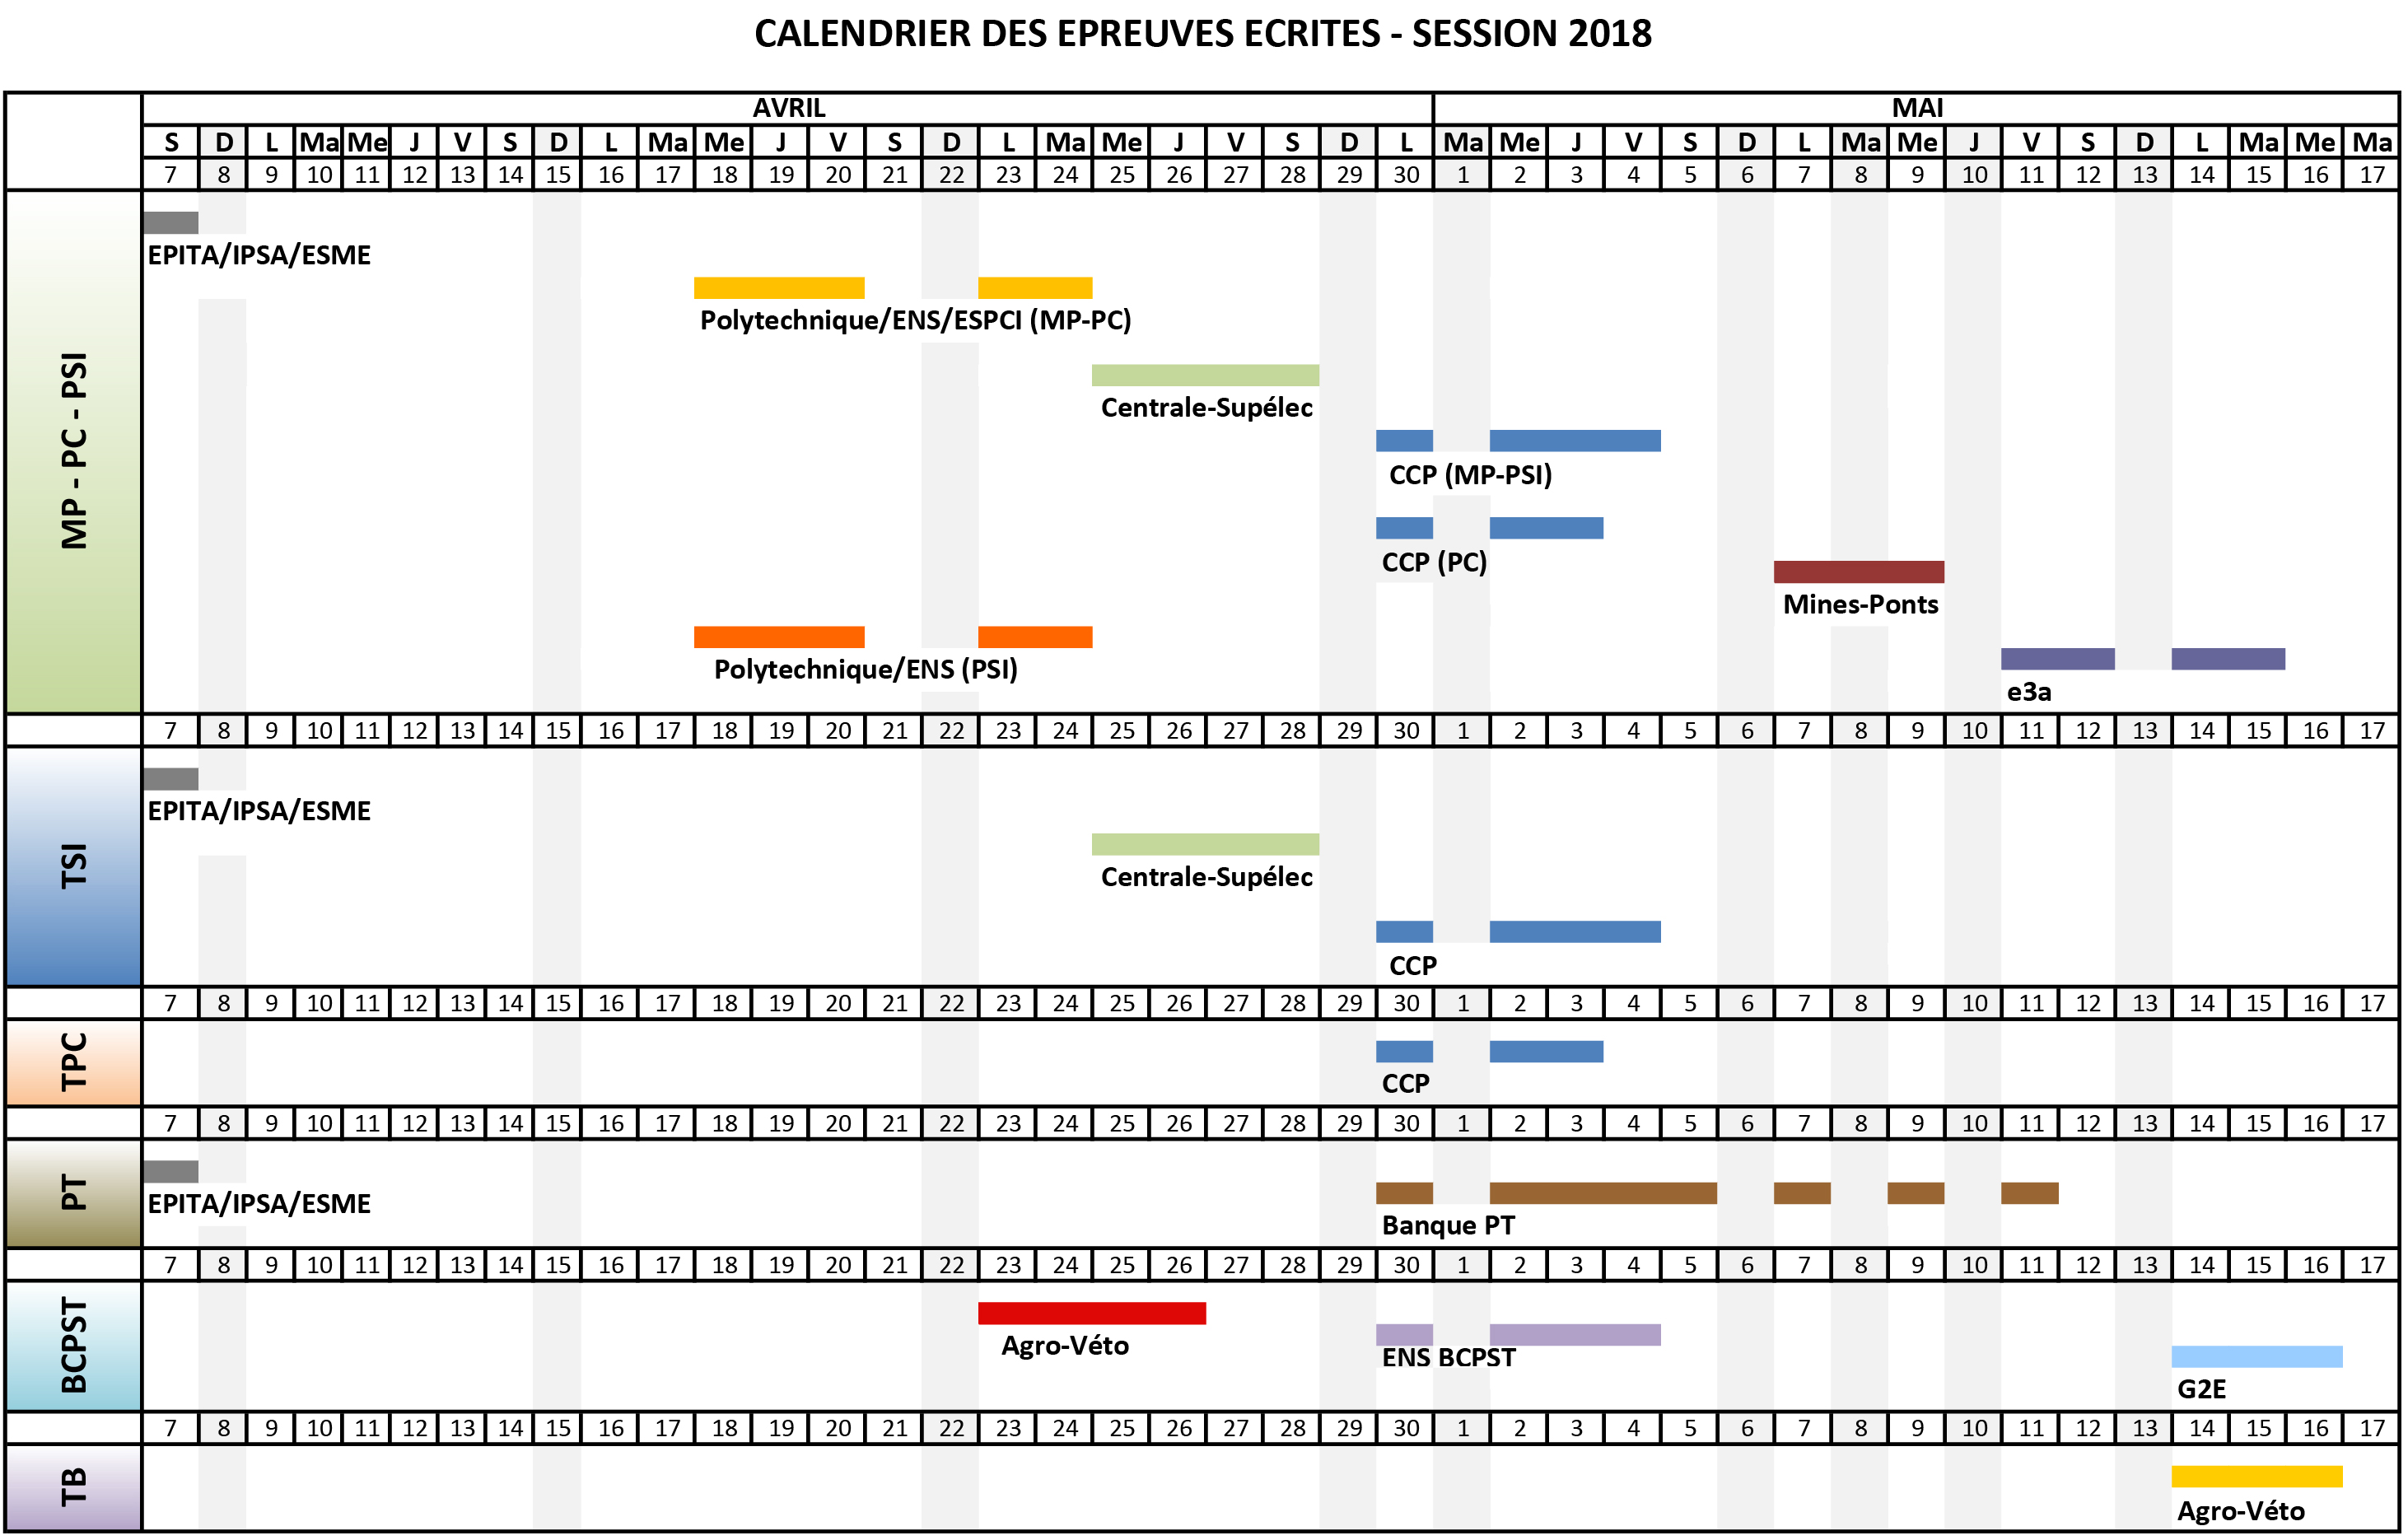 CALENDRIER DES EPREUVES ECRITES - SESSION 2018
AVRIL MAI
S D L Ma Me J V S D L Ma Me J V S D L Ma Me J V S D L Ma Me J V S D L Ma Me J V S D L Ma Me Ma
7 8 9 10 11 12 13 14 15 16 17 18 19 20 21 22 23 24 25 26 27 28 29 30 1 2 3 4 5 6 7 8 9 10 11 12 13 14 15 16 17
MP - PC - PSI
EPITA/IPSA/ESME
Polytechnique/ENS/ESPCI (MP-PC)
Centrale-Supélec
CCP (MP-PSI)
CCP (PC)
Mines-Ponts
Polytechnique/ENS (PSI)
e3a
7 8 9 10 11 12 13 14 15 16 17 18 19 20 21 22 23 24 25 26 27 28 29 30 1 2 3 4 5 6 7 8 9 10 11 12 13 14 15 16 17
TSI
EPITA/IPSA/ESME
Centrale-Supélec
CCP
7 8 9 10 11 12 13 14 15 16 17 18 19 20 21 22 23 24 25 26 27 28 29 30 1 2 3 4 5 6 7 8 9 10 11 12 13 14 15 16 17
TPC
CCP
7 8 9 10 11 12 13 14 15 16 17 18 19 20 21 22 23 24 25 26 27 28 29 30 1 2 3 4 5 6 7 8 9 10 11 12 13 14 15 16 17
PT
EPITA/IPSA/ESME
Banque PT
7 8 9 10 11 12 13 14 15 16 17 18 19 20 21 22 23 24 25 26 27 28 29 30 1 2 3 4 5 6 7 8 9 10 11 12 13 14 15 16 17
BCPST
Agro-Véto
ENS BCPST
G2E
7 8 9 10 11 12 13 14 15 16 17 18 19 20 21 22 23 24 25 26 27 28 29 30 1 2 3 4 5 6 7 8 9 10 11 12 13 14 15 16 17
TB
Agro-Véto